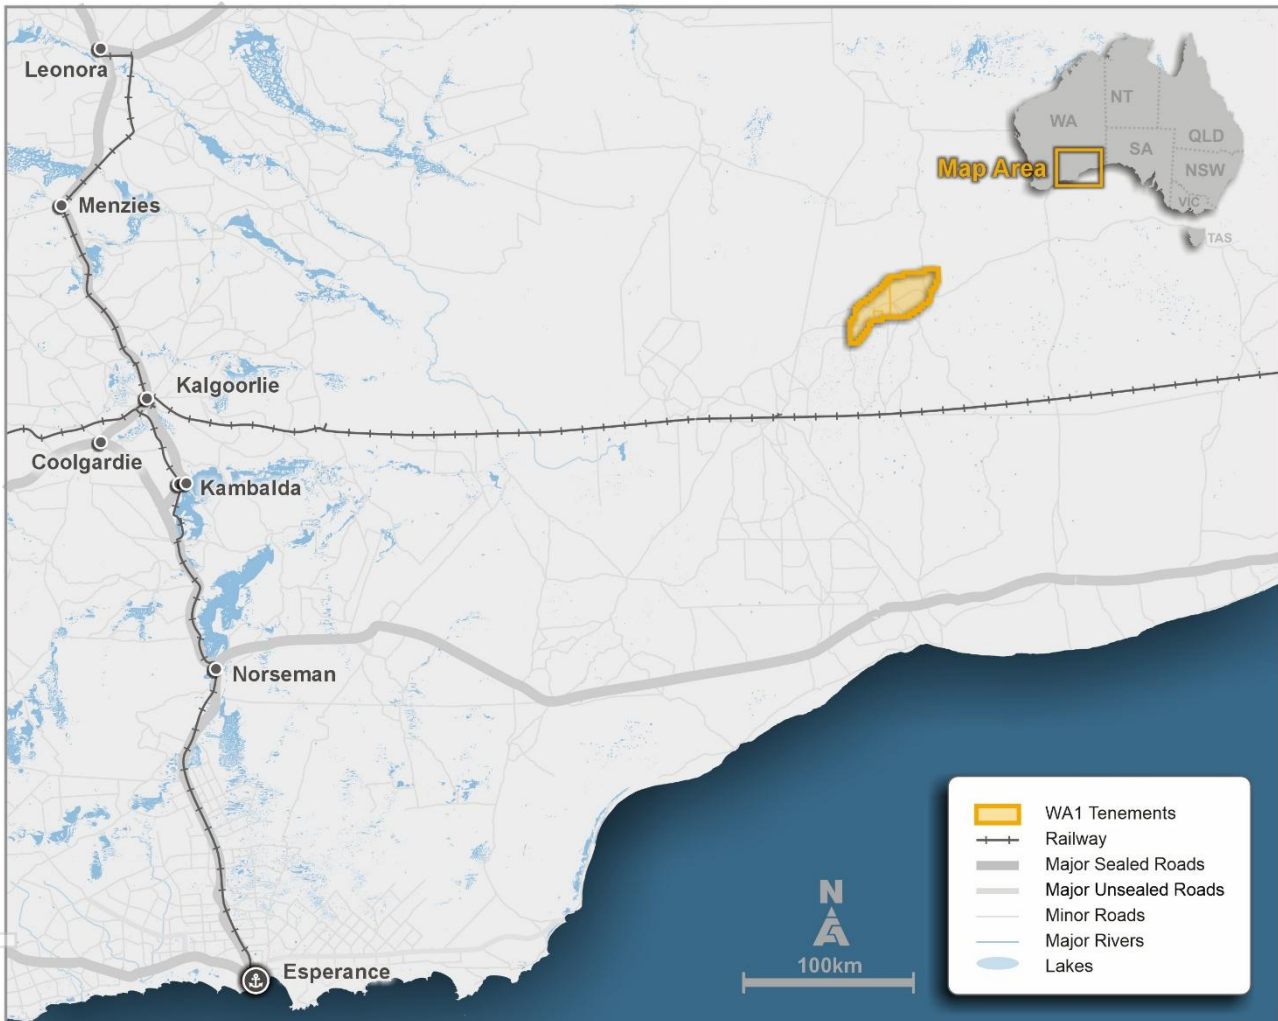 Leonora
Menzies
Kalgoorlie
Coolgardie
Kambalda
Norseman
Esperance
WA
NT
SA
QLD
NSW
VIC
TAS
Map Area
N
100km
WA1 Tenements
Railway
Major Sealed Roads
Major Unsealed Roads
Minor Roads
Major Rivers
Lakes